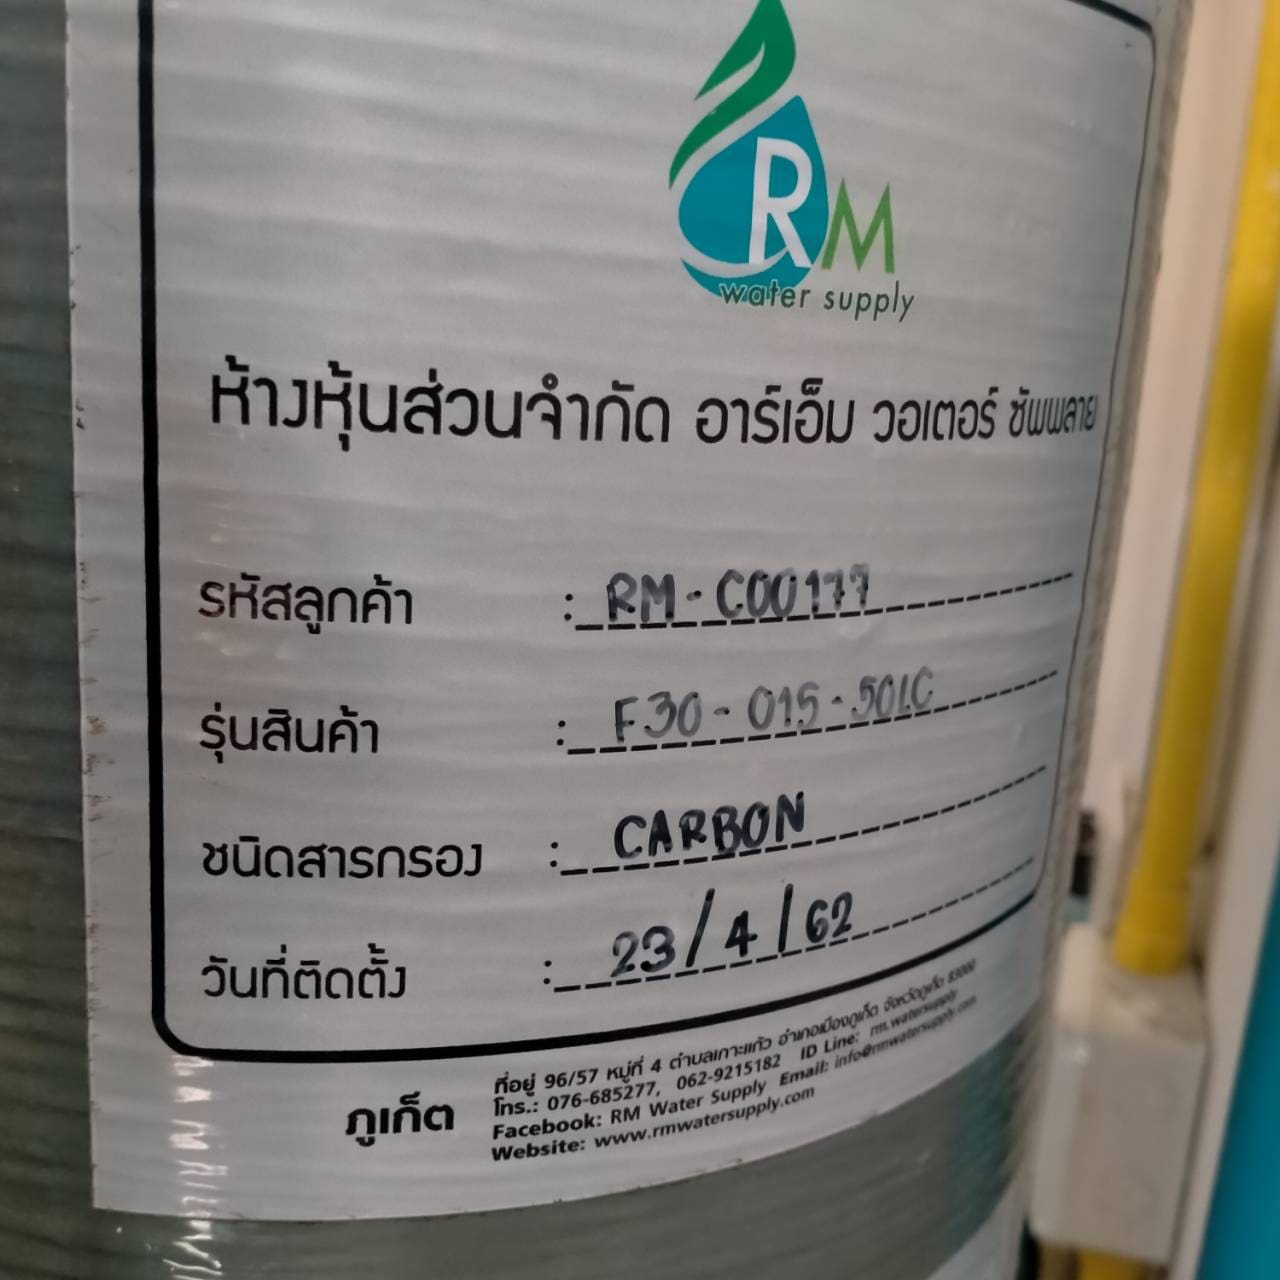 RM
water supply
ห้างหุ้นส่วนจำกัด อาร์เอ็ม วอเตอร์ ซัพพลาย
รหัสลูกค้า : RM-C00177
รุ่นสินค้า : F30-015-50LC
ชนิดสารกรอง : CARBON
วันที่ติดตั้ง : 23/4/62
ภูเก็ต
ที่อยู่ 96/57 หมู่ที่ 4 ตำบลเกาะแก้ว อำเภอเมืองภูเก็ต จังหวัดภูเก็ต 83000
โทร.: 076-685277, 062-9215182 ID Line: rm.watersupply
Facebook: RM Water Supply Email: info@rmwatersupply.com
Website: www.rmwatersupply.com